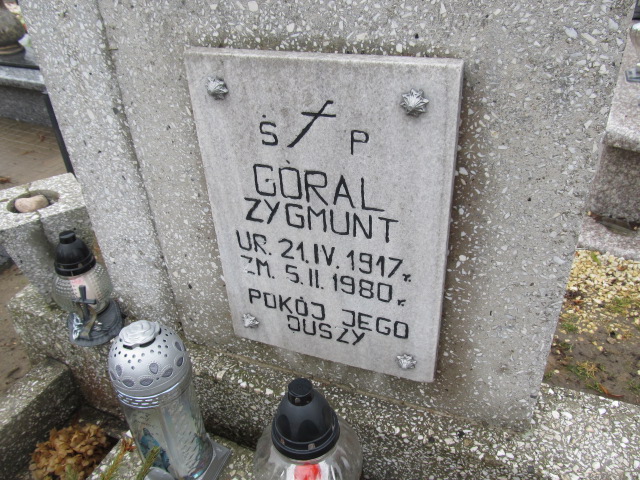 Ś P
GÓRAL
ZYGMUNT
UR. 21.IV.1917r.
ZM. 5.II.1980r.
POKÓJ JEGO
DUSZY